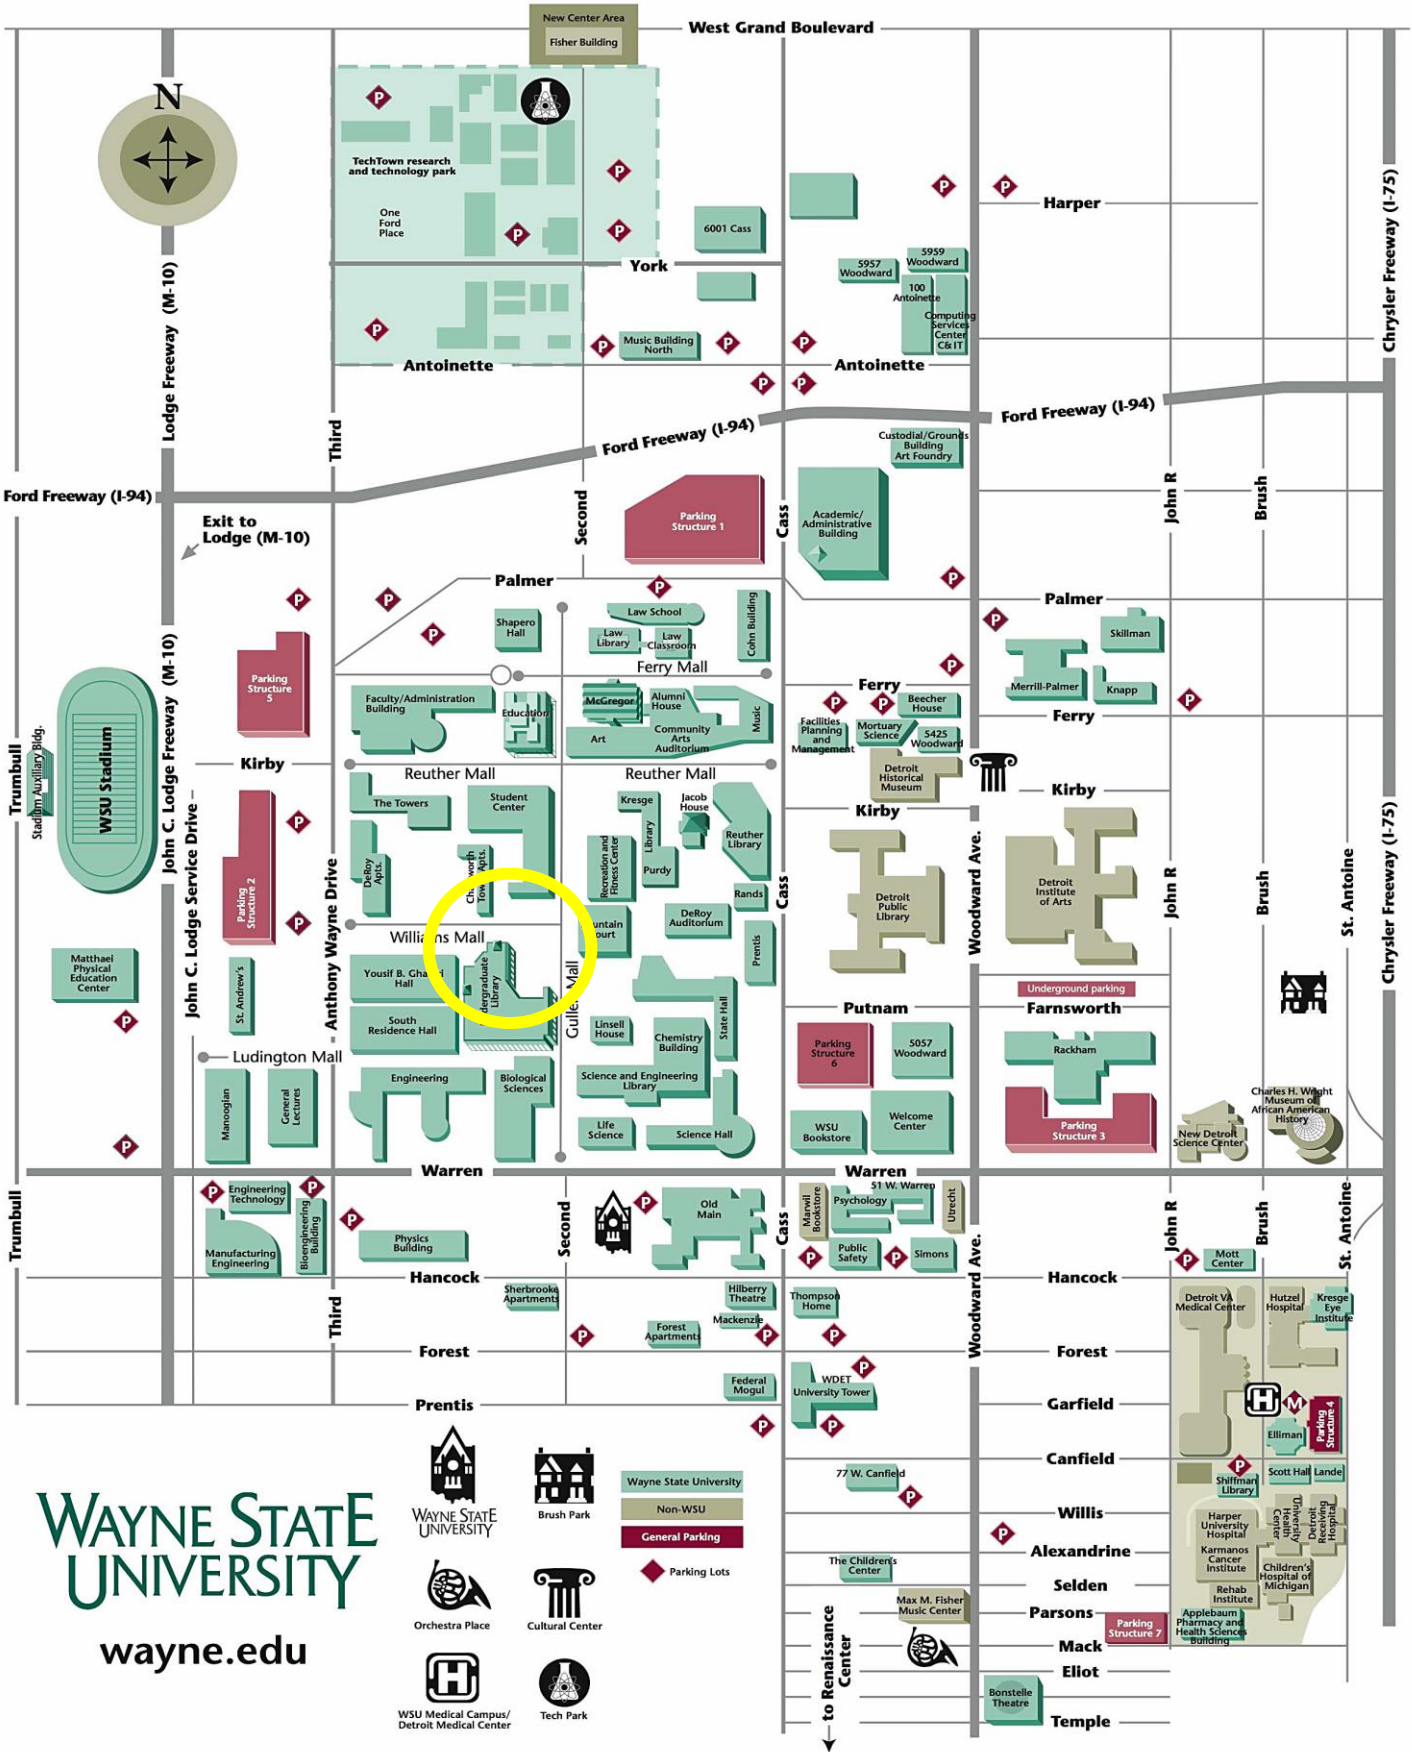 New Center Area
Fisher Building
West Grand Boulevard
N
TechTown research
and technology park
One
Ford
Place
6001 Cass
Harper
York
5957
Woodward
5959
Woodward
100
Antoinette
Computing
Services
Center
C&IT
Music Building
North
Antoinette
Antoinette
Lodge Freeway (M-10)
Chrysler Freeway (I-75)
Third
Ford Freeway (I-94)
Ford Freeway (I-94)
Ford Freeway (I-94)
Custodial/Grounds
Building
Art Foundry
Exit to
Lodge (M-10)
Second
Parking
Structure 1
Cass
Academic/
Administrative
Building
John R
Brush
Palmer
Palmer
Shapero
Hall
Law School
Law
Library
Law
Classroom
Cohn Building
Ferry Mall
Skillman
Merrill-Palmer
Knapp
Parking
Structure
5
Faculty/Administration
Building
Education
McGregor
Alumni
House
Art
Community
Arts
Auditorium
Music
Ferry
Ferry
Beecher
House
Facilities
Planning
and
Management
Mortuary
Science
5425
Woodward
Detroit
Historical
Museum
Trumbull
Stadium Auxiliary Bldg.
WSU Stadium
John C. Lodge Freeway (M-10)
Kirby
Reuther Mall
Reuther Mall
Kirby
Kirby
The Towers
Student
Center
Kresge
Library
Purdy
Jacob
House
Reuther
Library
Recreation and
Fitness Center
DeRoy
Apts.
Parking
Structure 2
John C. Lodge Service Drive
Anthony Wayne Drive
Rands
DeRoy
Auditorium
Prentis
Cass
Detroit
Public
Library
Woodward Ave.
Detroit
Institute
of Arts
John R
Brush
St. Antoine
Chrysler Freeway (I-75)
Williams Mall
Matthaei
Physical
Education
Center
St. Andrew's
Yousif B. Ghafari
Hall
South
Residence Hall
Undergraduate
Library
Gullen Mall
Linsell
House
Chemistry
Building
State Hall
Science and Engineering
Library
Underground parking
Putnam
Farnsworth
Parking
Structure
6
5057
Woodward
Rackham
Ludington Mall
Manoogian
General
Lectures
Engineering
Biological
Sciences
Life
Science
Science Hall
WSU
Bookstore
Welcome
Center
Parking
Structure 3
Charles H. Wright
Museum of
African American
History
New Detroit
Science Center
Warren
Warren
Trumbull
Engineering
Technology
Bioengineering
Building
Manufacturing
Engineering
Physics
Building
Second
Old
Main
Cass
Marwil
Bookstore
51 W. Warren
Psychology
Utrecht
Public
Safety
Simons
Woodward Ave.
John R
Brush
St. Antoine
Mott
Center
Hancock
Hancock
Third
Sherbrooke
Apartments
Hilberry
Theatre
Mackenzie
Forest
Apartments
Thompson
Home
Detroit VA
Medical Center
Hutzel
Hospital
Kresge
Eye
Institute
Forest
Forest
Federal
Mogul
WDET
University Tower
Garfield
H
M
Elliman
Parking
Structure 4
Prentis
Canfield
77 W. Canfield
Shiffman
Library
Scott Hall
Lande
Willis
Harper
University
Hospital
Karmanos
Cancer
Institute
University
Health
Center
Detroit
Receiving
Hospital
Children's
Hospital of
Michigan
Rehab
Institute
Alexandrine
The Children's
Center
Selden
Max M. Fisher
Music Center
Parsons
Parking
Structure 7
Applebaum
Pharmacy and
Health Sciences
Building
Mack
Eliot
Bonstelle
Theatre
Temple
to Renaissance
Center
WAYNE STATE
UNIVERSITY
wayne.edu
WAYNE STATE
UNIVERSITY
Brush Park
Orchestra Place
Cultural Center
H
WSU Medical Campus/
Detroit Medical Center
Tech Park
Wayne State University
Non-WSU
General Parking
P Parking Lots